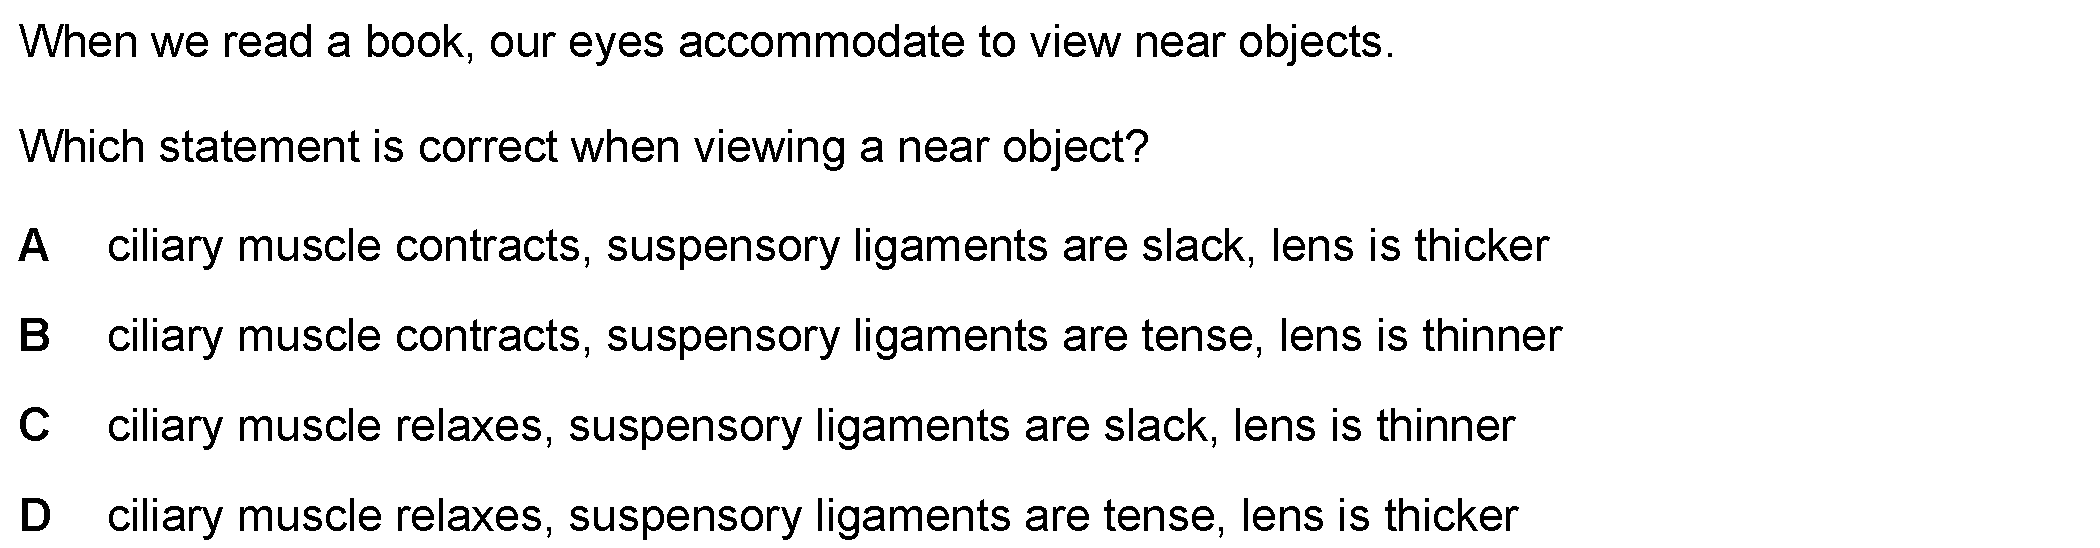 When we read a book, our eyes accommodate to view near objects.
Which statement is correct when viewing a near object?
A ciliary muscle contracts, suspensory ligaments are slack, lens is thicker
B ciliary muscle contracts, suspensory ligaments are tense, lens is thinner
C ciliary muscle relaxes, suspensory ligaments are slack, lens is thinner
D ciliary muscle relaxes, suspensory ligaments are tense, lens is thicker